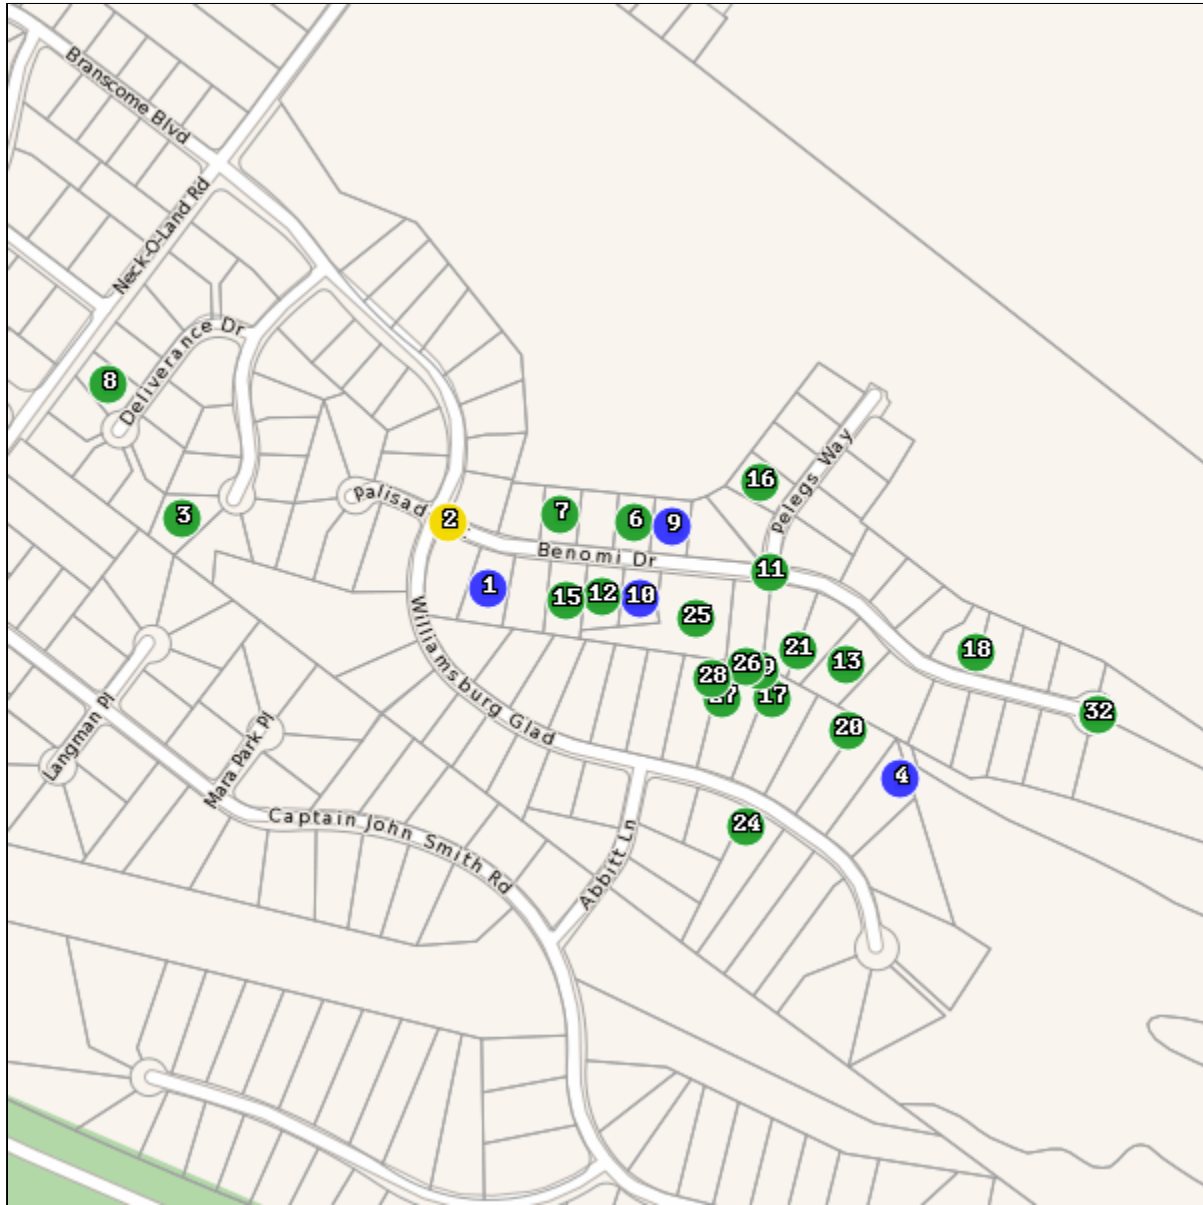 Branscome Blvd
Neck-O-Land Rd
Deliverance Dr
8
3
Palisad
2
7
6
9
16
Pelegs Way
Benomi Dr
11
1
15
12
10
25
21
13
18
26
9
28
17
32
20
4
Williamsburg Glad
Langman Pl
Mara Park Pl
Captain John Smith Rd
Abbitt Ln
24